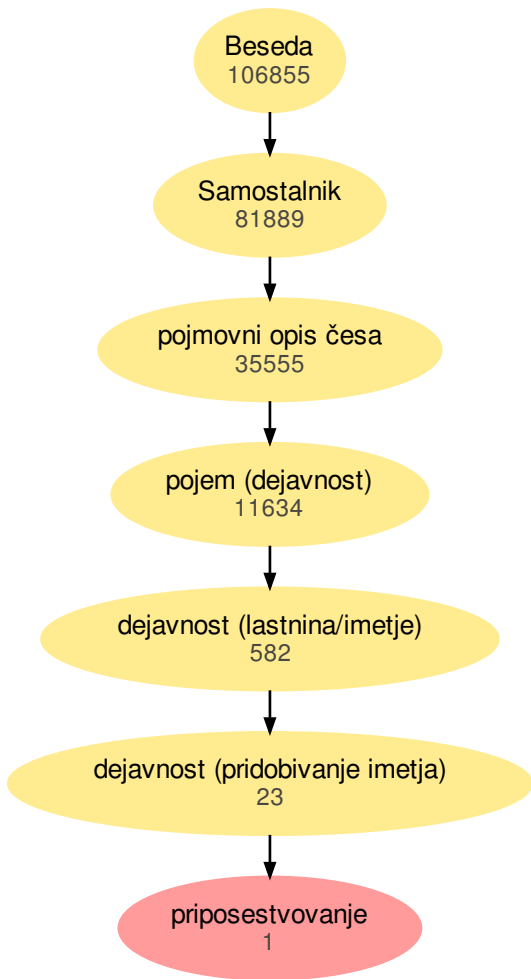 Beseda
106855
Samostalnik
81889
pojmovni opis česa
35555
pojem (dejavnost)
11634
dejavnost (lastnina/imetje)
582
dejavnost (pridobivanje imetja)
23
priposestvovanje
1